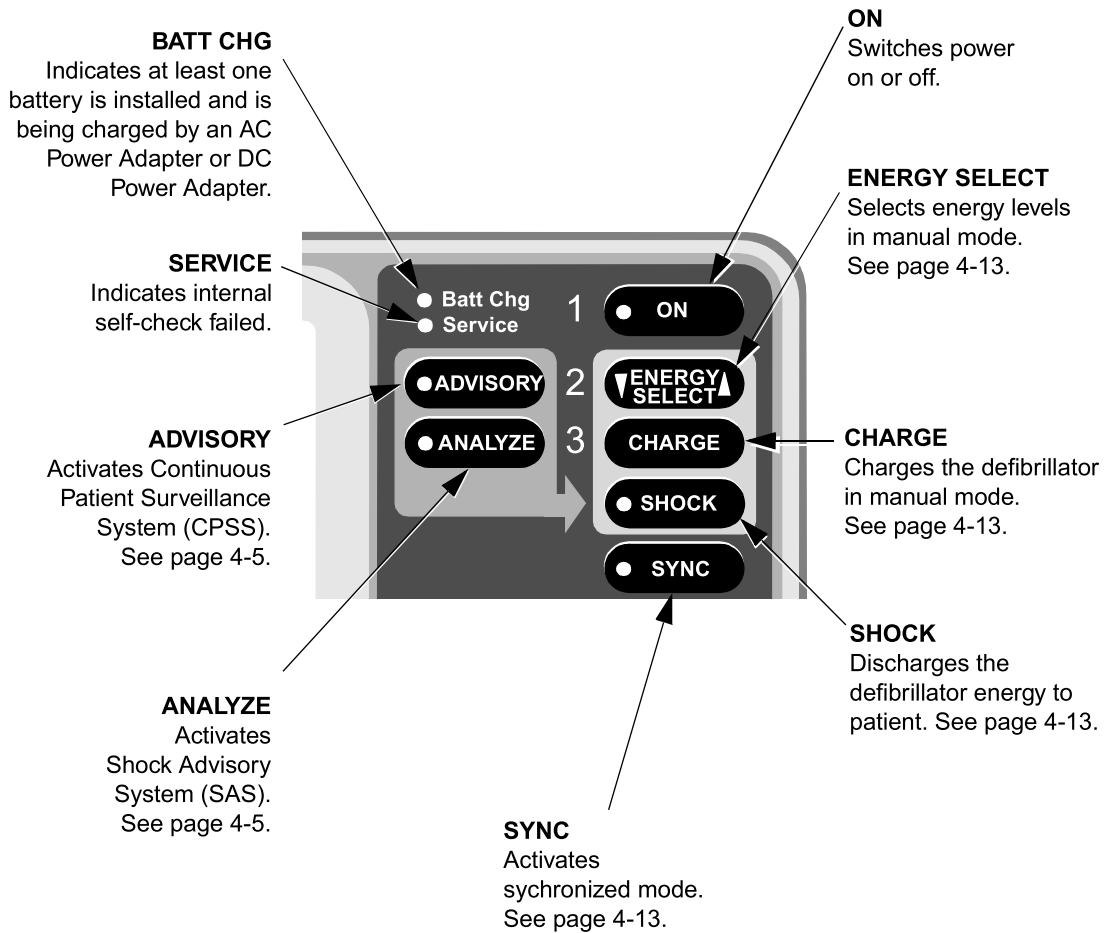 BATT CHG
Indicates at least one
battery is installed and is
being charged by an AC
Power Adapter or DC
Power Adapter.
SERVICE
Indicates internal
self-check failed.
ADVISORY
Activates Continuous
Patient Surveillance
System (CPSS).
See page 4-5.
ANALYZE
Activates
Shock Advisory
System (SAS).
See page 4-5.
Batt Chg
Service
ADVISORY
ANALYZE
1
ON
2
ENERGY
SELECT
3
CHARGE
SHOCK
SYNC
ON
Switches power
on or off.
ENERGY SELECT
Selects energy levels
in manual mode.
See page 4-13.
CHARGE
Charges the defibrillator
in manual mode.
See page 4-13.
SHOCK
Discharges the
defibrillator energy to
patient. See page 4-13.
SYNC
Activates
sychronized mode.
See page 4-13.